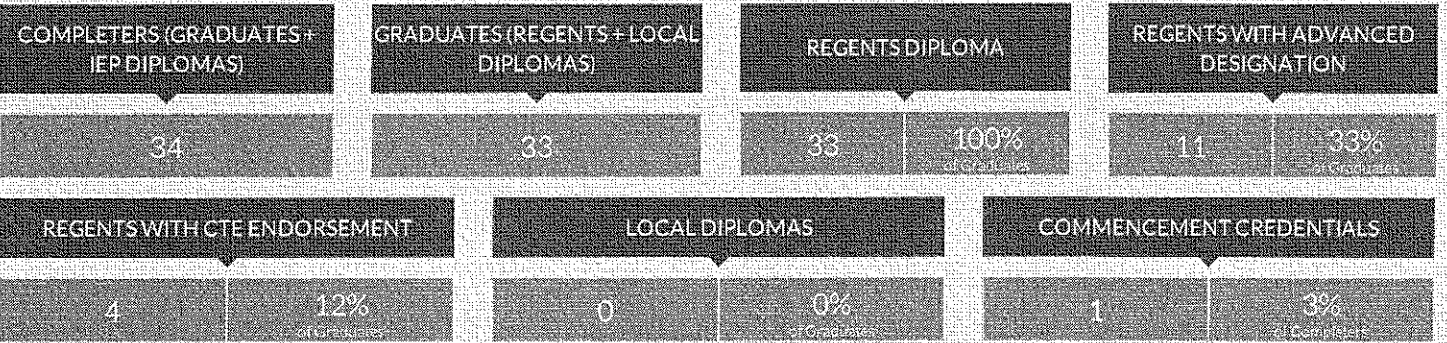 COMPLETERS (GRADUATES +
IEP DIPLOMAS)
34
GRADUATES (REGENTS + LOCAL
DIPLOMAS)
33
REGENTS DIPLOMA
33
100%
of Graduates
REGENTS WITH ADVANCED
DESIGNATION
11
33%
of Graduates
REGENTS WITH CTE ENDORSEMENT
4
12%
of Graduates
LOCAL DIPLOMAS
0
0%
of Graduates
COMMENCEMENT CREDENTIALS
1
3%
of Completers